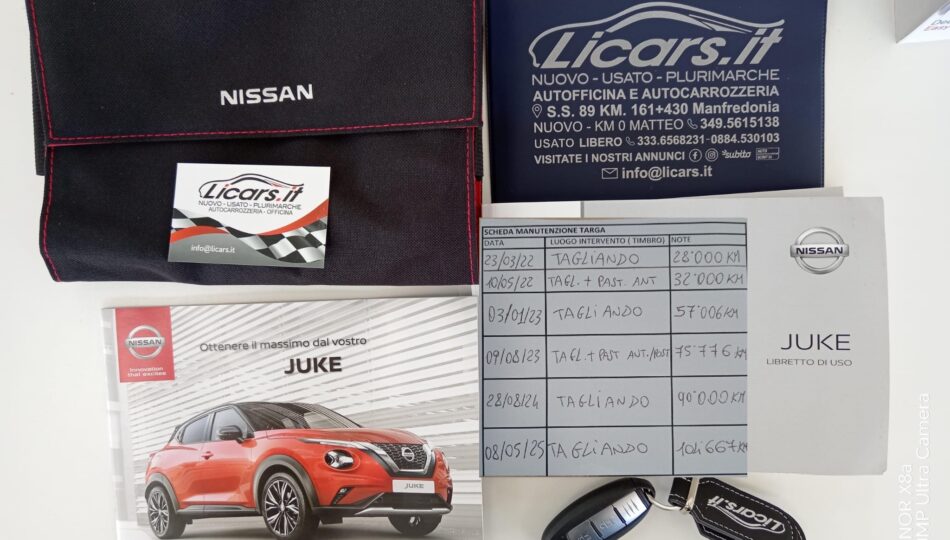 NISSAN
Licars.it
NUOVO - USATO - PLURIMARCHE
AUTOCARROZZERIA - OFFICINA
info@licars.it
Licars.it
NUOVO - USATO - PLURIMARCHE
AUTOFFICINA E AUTOCARROZZERIA
S.S. 89 KM. 161+430 Manfredonia
NUOVO - KM 0 MATTEO 349.5615138
USATO LIBERO 333.6568231-0884.530103
VISITATE I NOSTRI ANNUNCI subito
info@licars.it
NISSAN
Innovation
that excites
Ottenere il massimo dal vostro
JUKE
JUKE
SCHEDA MANUTENZIONE TARGA
DATA LUOGO INTERVENTO ( TIMBRO) NOTE
23/03/22 TAGLIANDO 28'000 KM
10/05/22 TAGL. + PAST. ANT 32'000 KM
03/01/23 TAGLIANDO 57'006 KM
09/08/23 TAGL. + PAST ANT./POST 75'776 KM
28/08/24 TAGLIANDO 90'000 KM
08/05/25 TAGLIANDO 104'667 KM
NISSAN
JUKE
LIBRETTO DI USO
Licars.it
NOR X8a
MP Ultra Camera